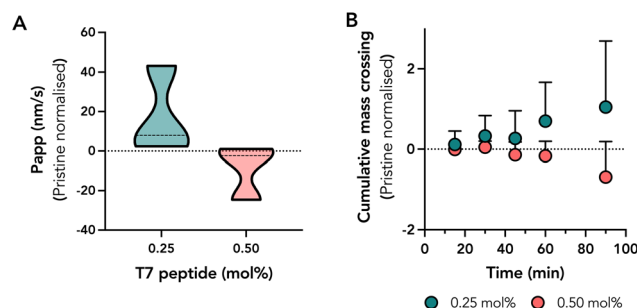 A
Papp (nm/s)
(Pristine normalised)
60
40
20
0
-20
-40
0.25
0.50
T7 peptide (mol%)
B
Cumulative mass crossing
(Pristine normalised)
2
0
-2
0
20
40
60
80
100
Time (min)
0.25 mol%
0.50 mol%